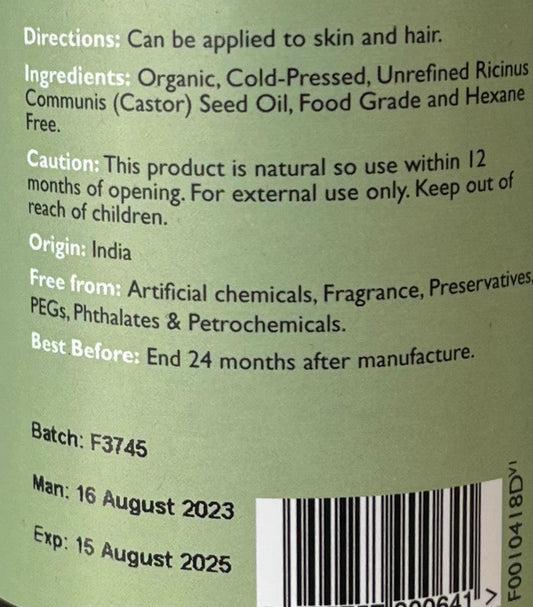 Directions: Can be applied to skin and hair.
Ingredients: Organic, Cold-Pressed, Unrefined Ricinus
Communis (Castor) Seed Oil, Food Grade and Hexane
Free.
Caution: This product is natural so use within 12
months of opening. For external use only. Keep out of
reach of children.
Origin: India
Free from: Artificial chemicals, Fragrance, Preservatives,
PEGs, Phthalates & Petrochemicals.
Best Before: End 24 months after manufacture.
Batch: F3745
Man: 16 August 2023
Exp: 15 August 2025
F0010418DV1